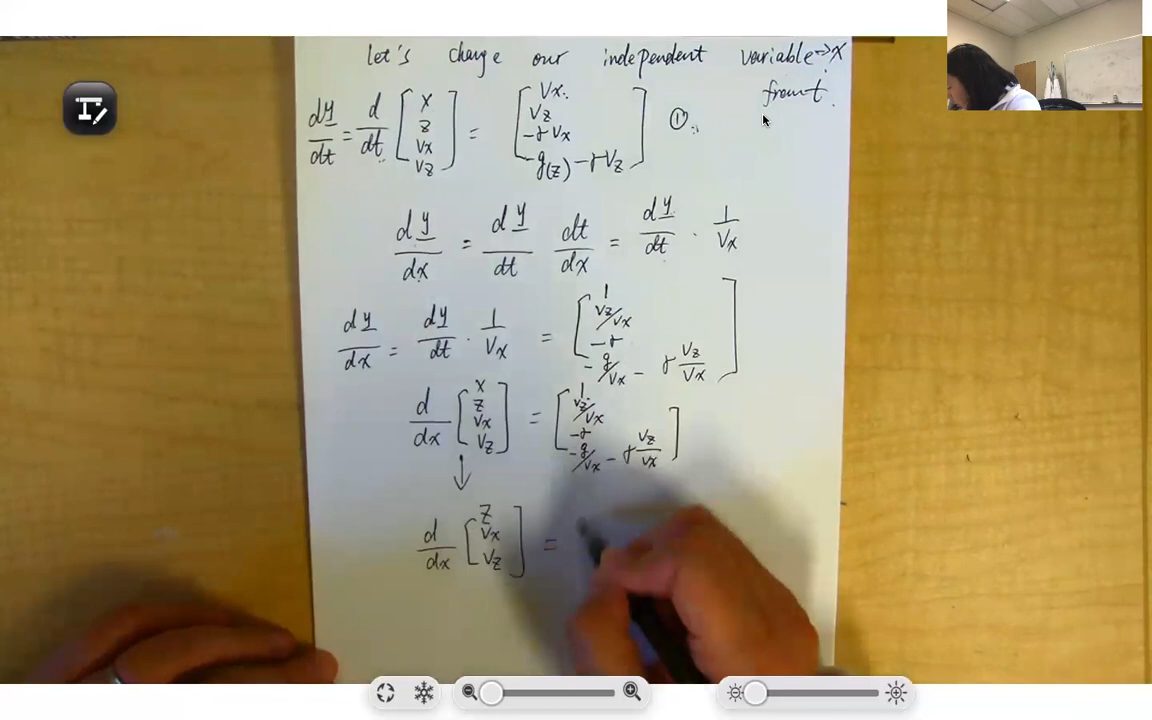 let's change our independent variable → x
from t.
dy/dt = d/dt [x z vx vz] = [Vx. Vz -γVx -g(z) - γVz] ①
dy/dx = dy/dt dt/dx = dy/dt · 1/Vx
dy/dx = dy/dt · 1/Vx = [1 Vz/Vx -γ -g/Vx - γ Vz/Vx]
d/dx [x z vx vz] = [1 vz/vx -γ -g/vx - γ Vz/Vx]
↓
d/dx [z vx vz] =